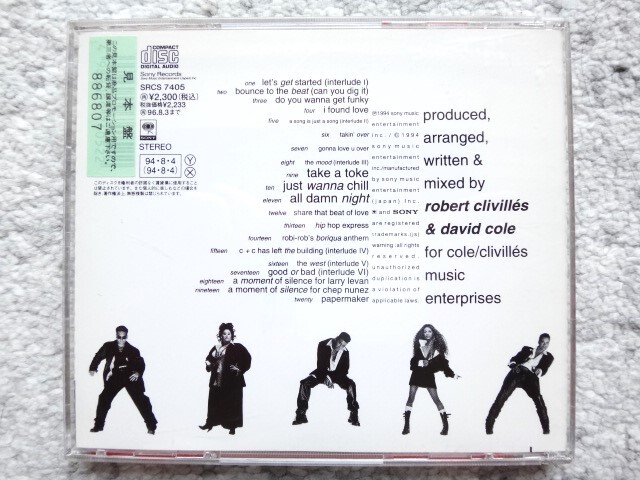 見本盤
886807
COMPACT
disc
DIGITAL AUDIO
Sony Records
SRCS 7405
¥2,300(税込)
税抜価格¥2,233
96.8.3まで
SONY
STEREO
94・8・4
(94・8・4)
Y
one let's get started (interlude I)
two bounce to the beat (can you dig it)
three do you wanna get funky
four i found love
five a song is just a song (interlude II)
six takin' over
seven gonna love u over
eight the mood (interlude III)
nine take a toke
ten just wanna chill
eleven all damn night
twelve share that beat of love
thirteen hip hop express
fourteen robi-rob's boriqua anthem
fifteen c + c has left the building (interlude IV)
sixteen the west (interlude V)
seventeen good or bad (interlude VI)
eighteen a moment of silence for larry levan
nineteen a moment of silence for chep nunez
twenty papermaker
℗1994 sony music
entertainment
inc./©1994
sony music
entertainment
inc./manufactured
by sony music
entertainment
(japan) inc.
and SONY
are registered
trademarks.(js)
warning: all rights
reserved.
unauthorized
duplication is
a violation of
applicable laws.
produced,
arranged,
written &
mixed by
robert clivillés
& david cole
for cole/clivillés
music
enterprises